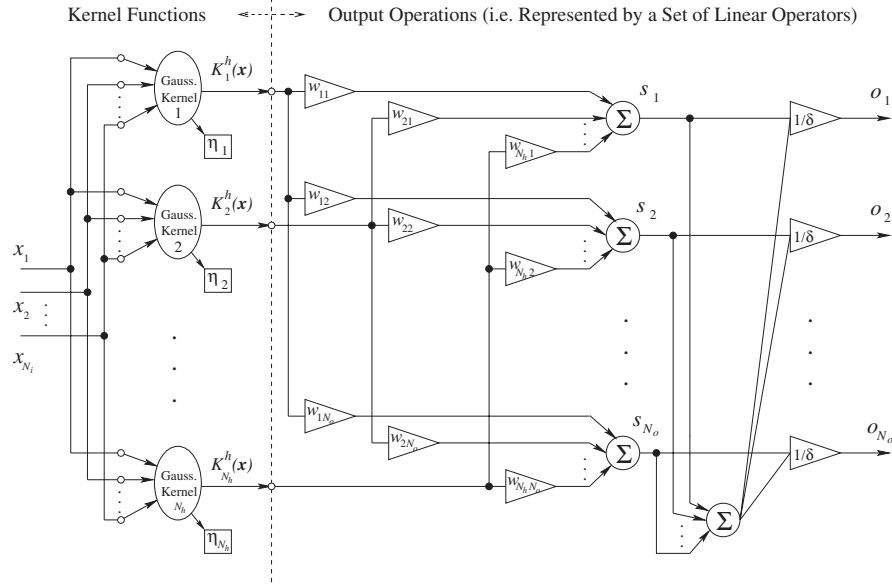 Kernel Functions
Output Operations (i.e. Represented by a Set of Linear Operators)
Gauss.
Kernel
1
K_1^h(x)
η_1
w_11
w_21
w_{N_h 1}
Σ
s_1
1/δ
o_1
Gauss.
Kernel
2
K_2^h(x)
η_2
w_12
w_22
w_{N_h 2}
Σ
s_2
1/δ
o_2
x_1
x_2
x_{N_i}
Gauss.
Kernel
N_h
K_{N_h}^h(x)
η_{N_h}
w_{1N_o}
w_{2N_o}
w_{N_h N_o}
Σ
s_{N_o}
1/δ
o_{N_o}
Σ